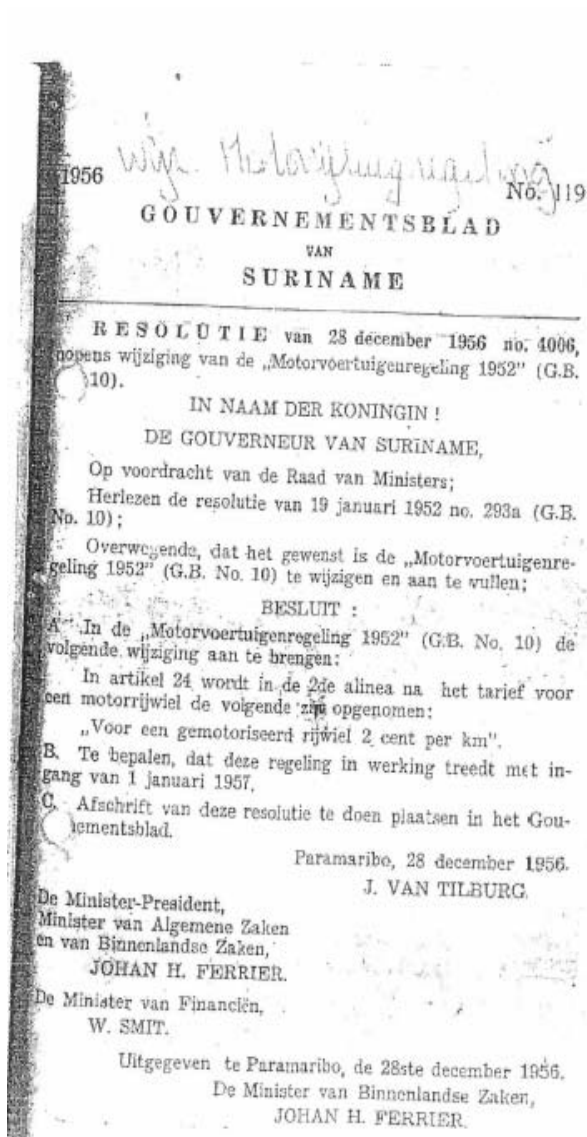 wijz. Motorrijtuigregeling
1956
No. 119
GOUVERNEMENTSBLAD
VAN
SURINAME
RESOLUTIE van 28 december 1956 no. 4006,
nopens wijziging van de „Motorvoertuigenregeling 1952” (G.B.
10).
IN NAAM DER KONINGIN !
DE GOUVERNEUR VAN SURINAME,
Op voordracht van de Raad van Ministers;
Herlezen de resolutie van 19 januari 1952 no. 293a (G.B.
No. 10);
Overwegende, dat het gewenst is de „Motorvoertuigenre-
geling 1952” (G.B. No. 10) te wijzigen en aan te vullen;
BESLUIT :
A. In de „Motorvoertuigenregeling 1952” (G.B. No. 10) de
volgende wijziging aan te brengen:
In artikel 24 wordt in de 2de alinea na het tarief voor
een motorrijwiel de volgende zin opgenomen:
„Voor een gemotoriseerd rijwiel 2 cent per km”.
B. Te bepalen, dat deze regeling in werking treedt met in-
gang van 1 januari 1957.
C. Afschrift van deze resolutie te doen plaatsen in het Gou-
ementsblad.
Paramaribo, 28 december 1956.
J. VAN TILBURG.
De Minister-President,
Minister van Algemene Zaken
en van Binnenlandse Zaken,
JOHAN H. FERRIER.
De Minister van Financiën,
W. SMIT.
Uitgegeven te Paramaribo, de 28ste december 1956.
De Minister van Binnenlandse Zaken,
JOHAN H. FERRIER.